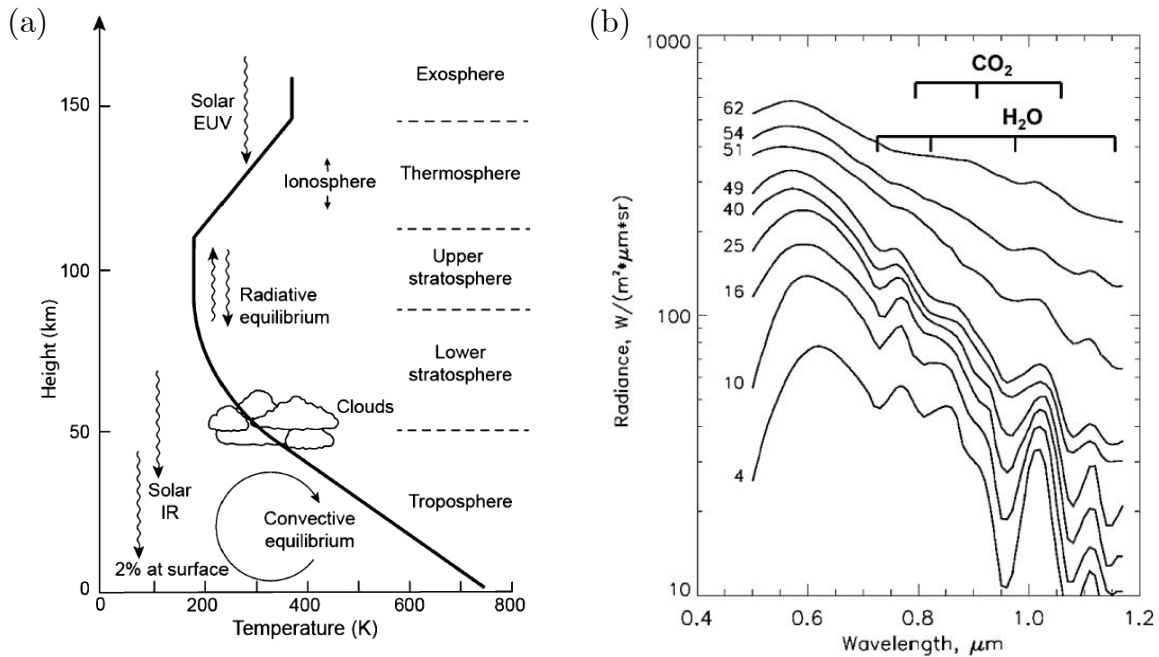 (a)
150
100
50
0
Height (km)
0
200
400
600
800
Temperature (K)
Solar
EUV
Ionosphere
Radiative
equilibrium
Clouds
Solar
IR
Convective
equilibrium
2% at surface
Exosphere
Thermosphere
Upper
stratosphere
Lower
stratosphere
Troposphere
(b)
1000
100
10
Radiance, W/(m²*μm*sr)
62
54
51
49
40
25
16
10
4
CO₂
H₂O
0.4
0.6
0.8
1.0
1.2
Wavelength, μm